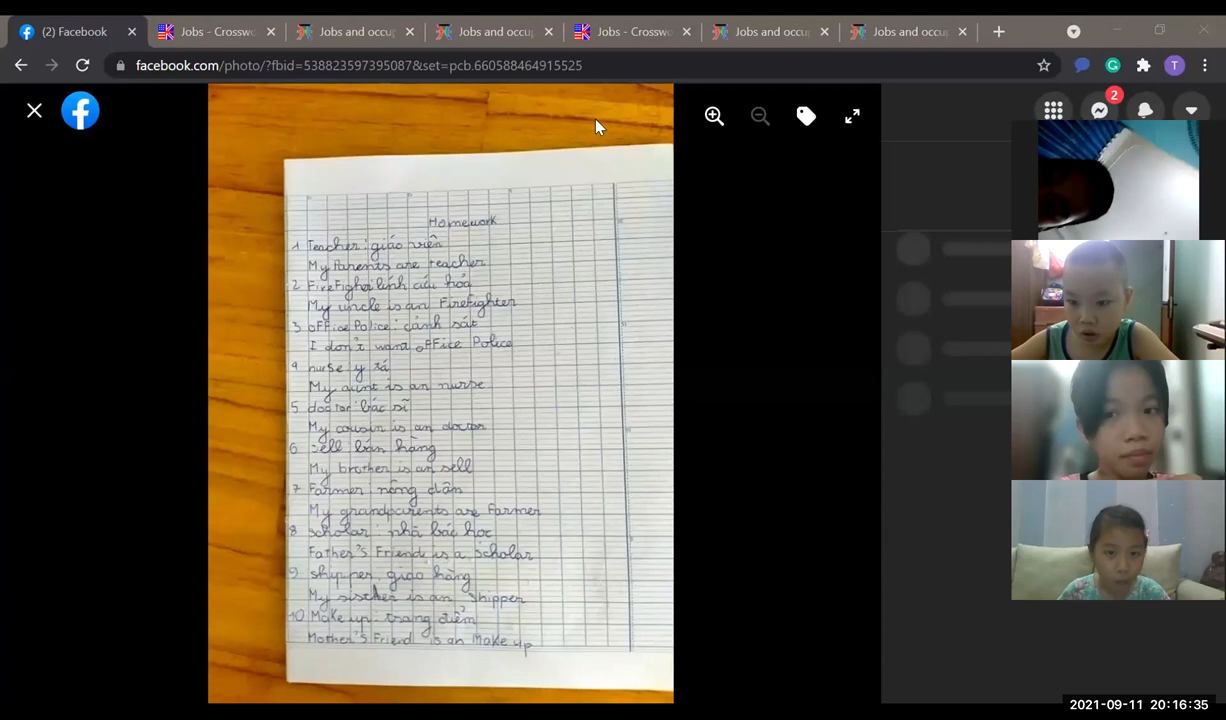 (2) Facebook
Jobs - Crossw
Jobs and occu
Jobs and occu
Jobs - Crossw
Jobs and occu
Jobs and occu
facebook.com/photo/?fbid=538823597395087&set=pcb.660588464915525
T
2
Homework
1 Teacher: giáo viên
My Parents are teacher
2 FireFighter lính cứu hỏa
My uncle is an Firefighter
3 oFFice Police: cảnh sát
I don't want oFFice Police
4 nurse y tá
My aunt is an nurse
5 doctor bác sĩ
My cousin is an doctor
6 sell bán hàng
My brother is an sell
7 Farmer: nông dân
My grandparents are Farmer
8 scholar: nhà bác học
Father's Friend is a scholar
9 shipper giao hàng
My is an Shipper
10 Make up: trang điểm
Mother's Friend is an Make up
2021-09-11 20:16:35